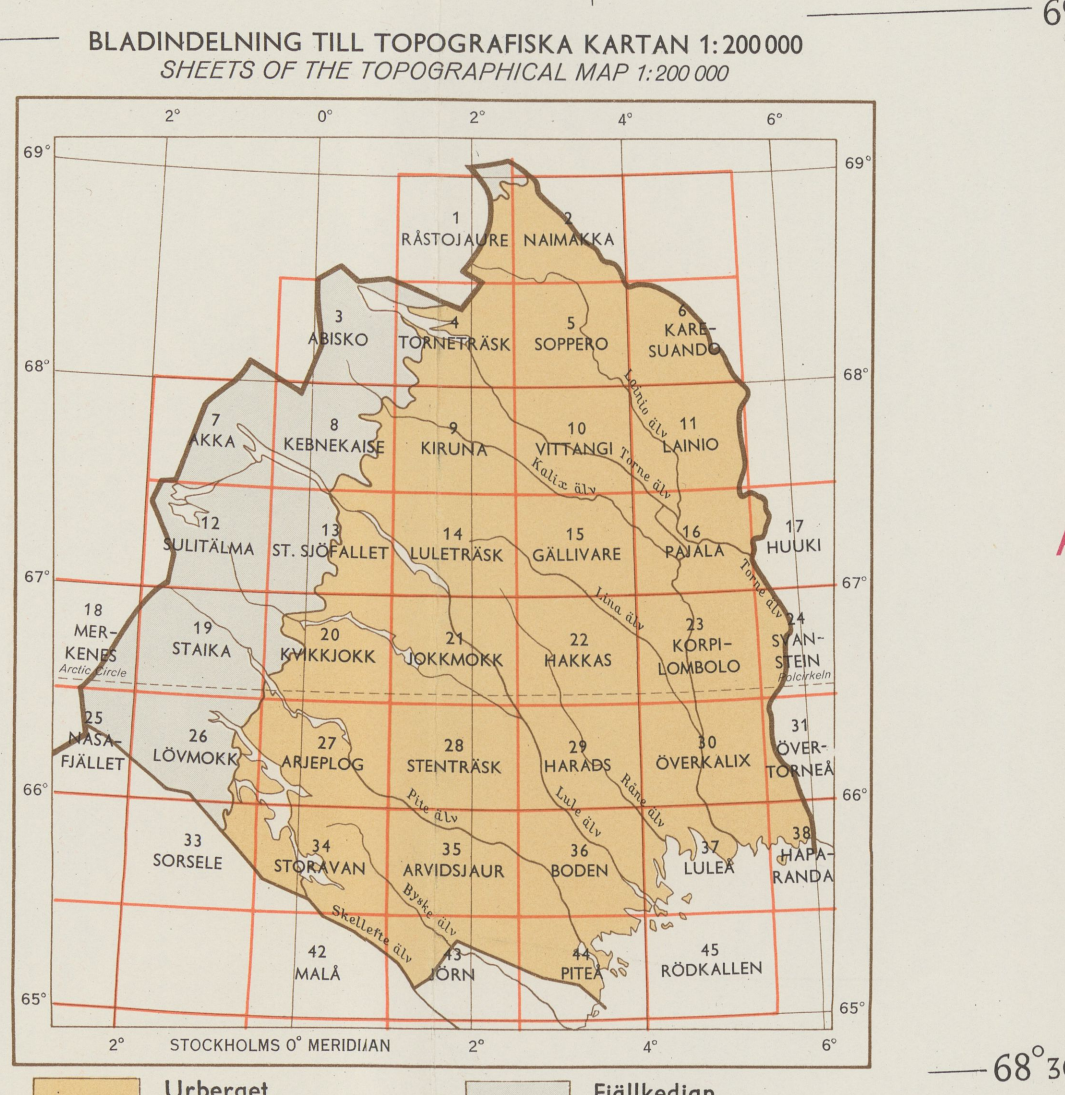 BLADINDELNING TILL TOPOGRAFISKA KARTAN 1:200 000
SHEETS OF THE TOPOGRAPHICAL MAP 1:200 000
2° 0° 2° 4° 6°
69° 69°
1
RÅSTOJAURE
2
NAIMAKKA
3
ABISKO
4
TORNETRÄSK
5
SOPPERO
6
KARE-
SUANDO
68° 68°
7
AKKA
8
KEBNEKAISE
9
KIRUNA
10
VITTANGI
11
LAINIO
Lainio älv
Torne älv
Kalix älv
12
SULITÄLMA
13
ST. SJÖFALLET
14
LULETRÄSK
15
GÄLLIVARE
16
PAJALA
17
HUUKI
Torne älv
67° 67°
Lina älv
18
MER-
KENES
Arctic Circle
19
STAIKA
20
KVIKKJOKK
21
JOKKMOKK
22
HAKKAS
23
KORPI-
LOMBOLO
24
SVAN-
STEIN
Polcirkeln
25
NASA-
FJÄLLET
26
LÖVMOKK
27
ARJEPLOG
28
STENTRÄSK
29
HARADS
30
ÖVERKALIX
31
ÖVER-
TORNEÅ
66° 66°
Pite älv
Lule älv
Råne älv
33
SORSELE
34
STORAVAN
35
ARVIDSJAUR
36
BODEN
37
LULEÅ
38
HAPA-
RANDA
Byske älv
Skellefte älv
42
MALÅ
43
JÖRN
44
PITEÅ
45
RÖDKALLEN
65° 65°
2° STOCKHOLMS 0° MERIDIAN 2° 4° 6°
Urberget
Fjällkedjan
68°30